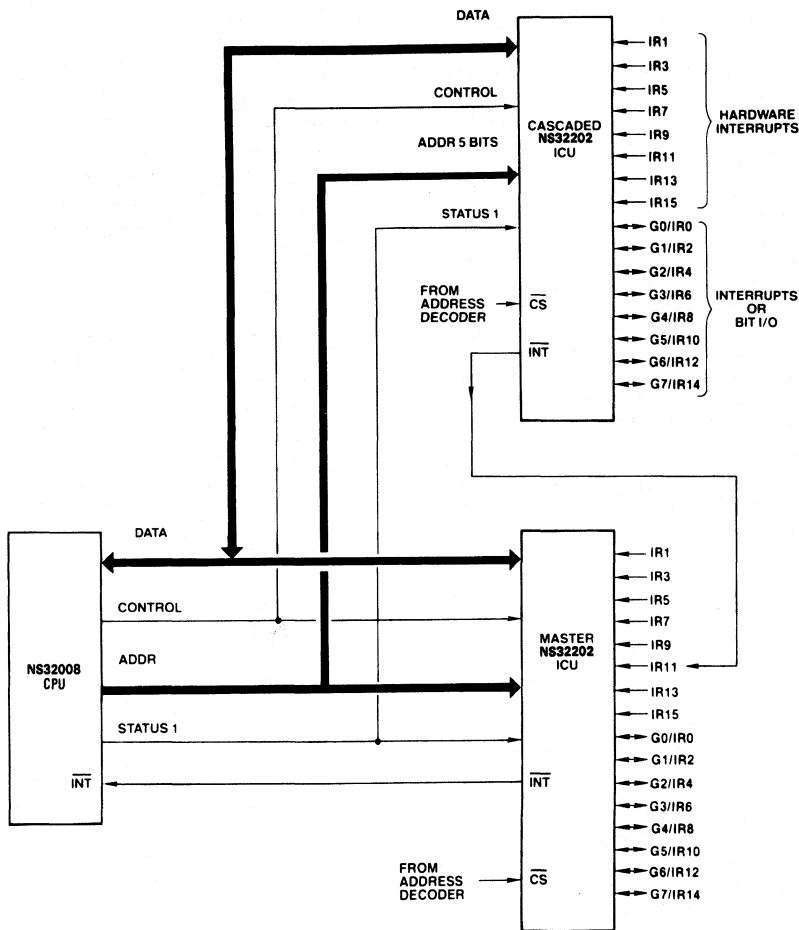 DATA
CONTROL
ADDR 5 BITS
STATUS 1
FROM
ADDRESS
DECODER
CASCADED
NS32202
ICU
CS
INT
IR1
IR3
IR5
IR7
IR9
IR11
IR13
IR15
G0/IR0
G1/IR2
G2/IR4
G3/IR6
G4/IR8
G5/IR10
G6/IR12
G7/IR14
HARDWARE
INTERRUPTS
INTERRUPTS
OR
BIT I/O
NS32008
CPU
INT
DATA
CONTROL
ADDR
STATUS 1
MASTER
NS32202
ICU
INT
FROM
ADDRESS
DECODER
CS
IR1
IR3
IR5
IR7
IR9
IR11
IR13
IR15
G0/IR0
G1/IR2
G2/IR4
G3/IR6
G4/IR8
G5/IR10
G6/IR12
G7/IR14